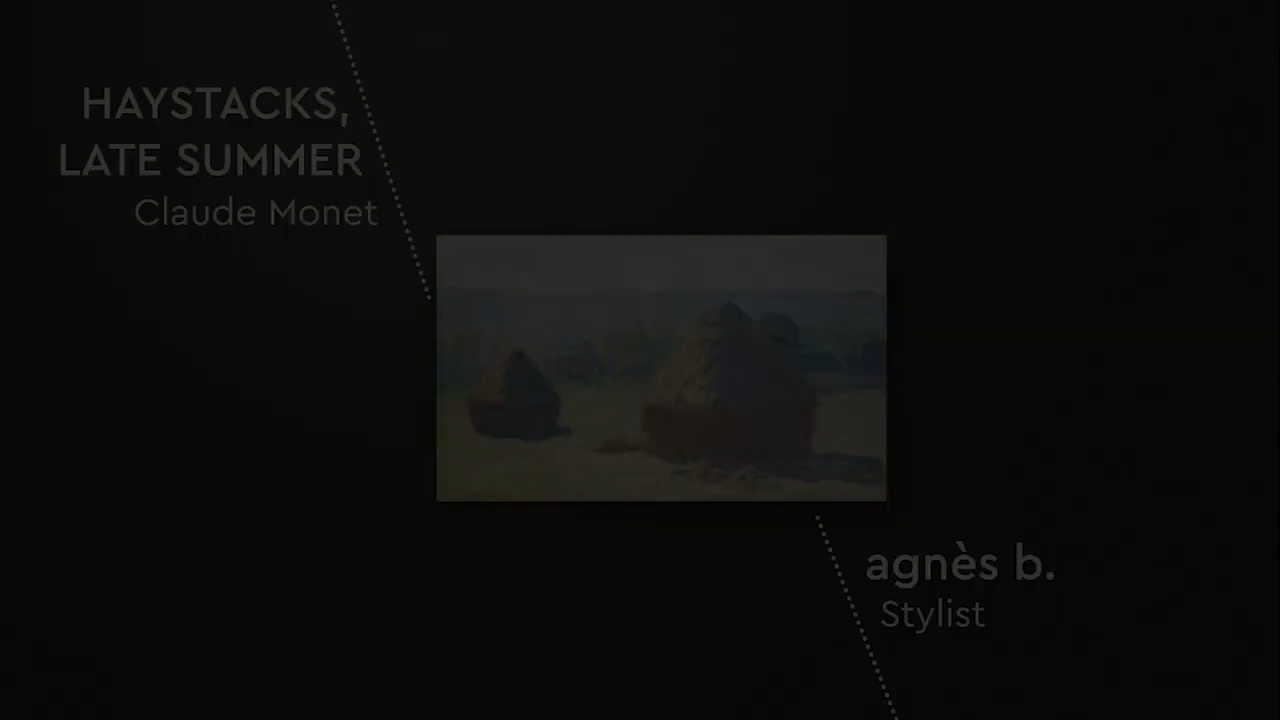 HAYSTACKS,
LATE SUMMER
Claude Monet
agnès b.
Stylist